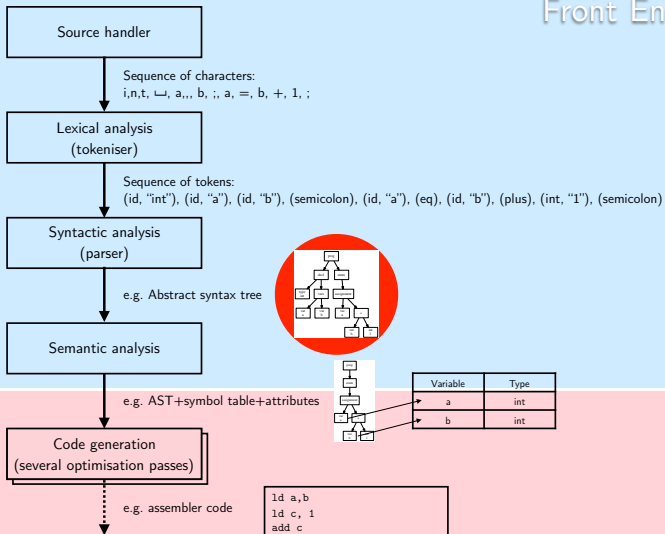 Front En
Source handler
Sequence of characters:
i,n,t, ⎵, a,,, b, ;, a, =, b, +, 1, ;
Lexical analysis
(tokeniser)
Sequence of tokens:
(id, “int”), (id, “a”), (id, “b”), (semicolon), (id, “a”), (eq), (id, “b”), (plus), (int, “1”), (semicolon)
Syntactic analysis
(parser)
e.g. Abstract syntax tree
prog
Semantic analysis
e.g. AST+symbol table+attributes
Variable Type
a int
b int
Code generation
(several optimisation passes)
e.g. assembler code
ld a,b
ld c, 1
add c